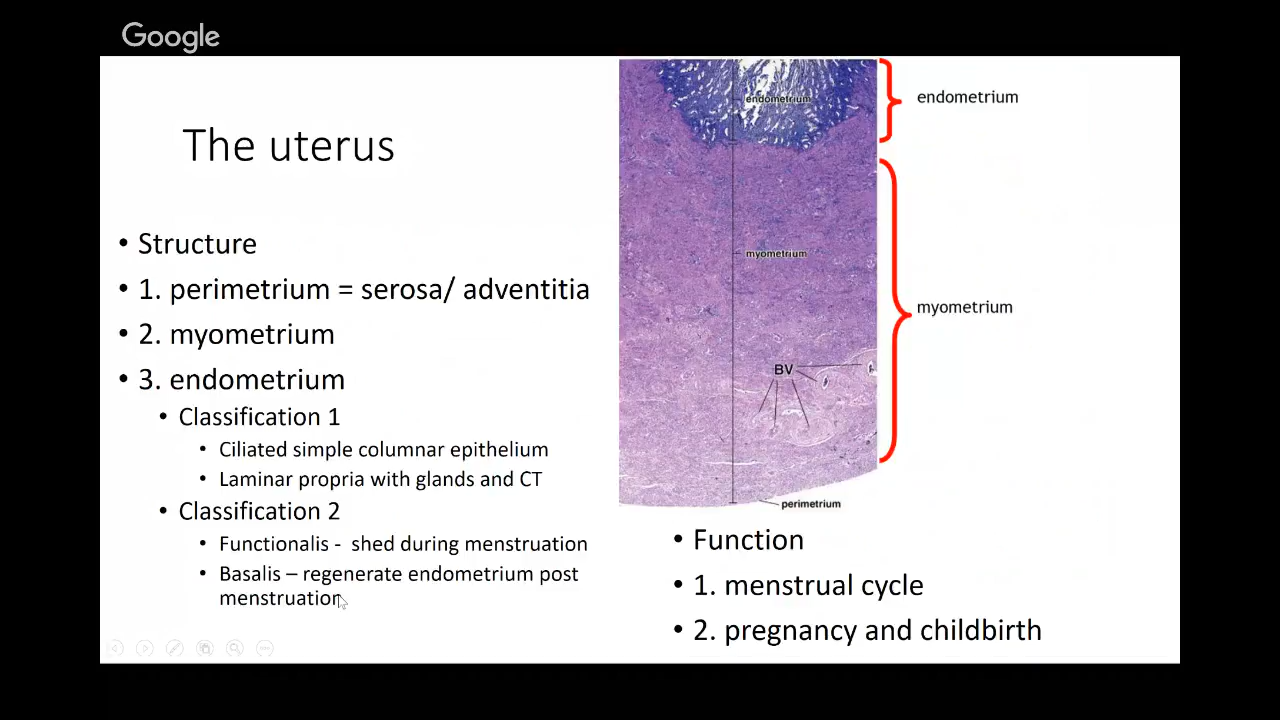 Google
The uterus
• Structure
• 1. perimetrium = serosa/ adventitia
• 2. myometrium
• 3. endometrium
• Classification 1
• Ciliated simple columnar epithelium
• Laminar propria with glands and CT
• Classification 2
• Functionalis - shed during menstruation
• Basalis – regenerate endometrium post
menstruation
endometrium
myometrium
BV
perimetrium
endometrium
myometrium
• Function
• 1. menstrual cycle
• 2. pregnancy and childbirth